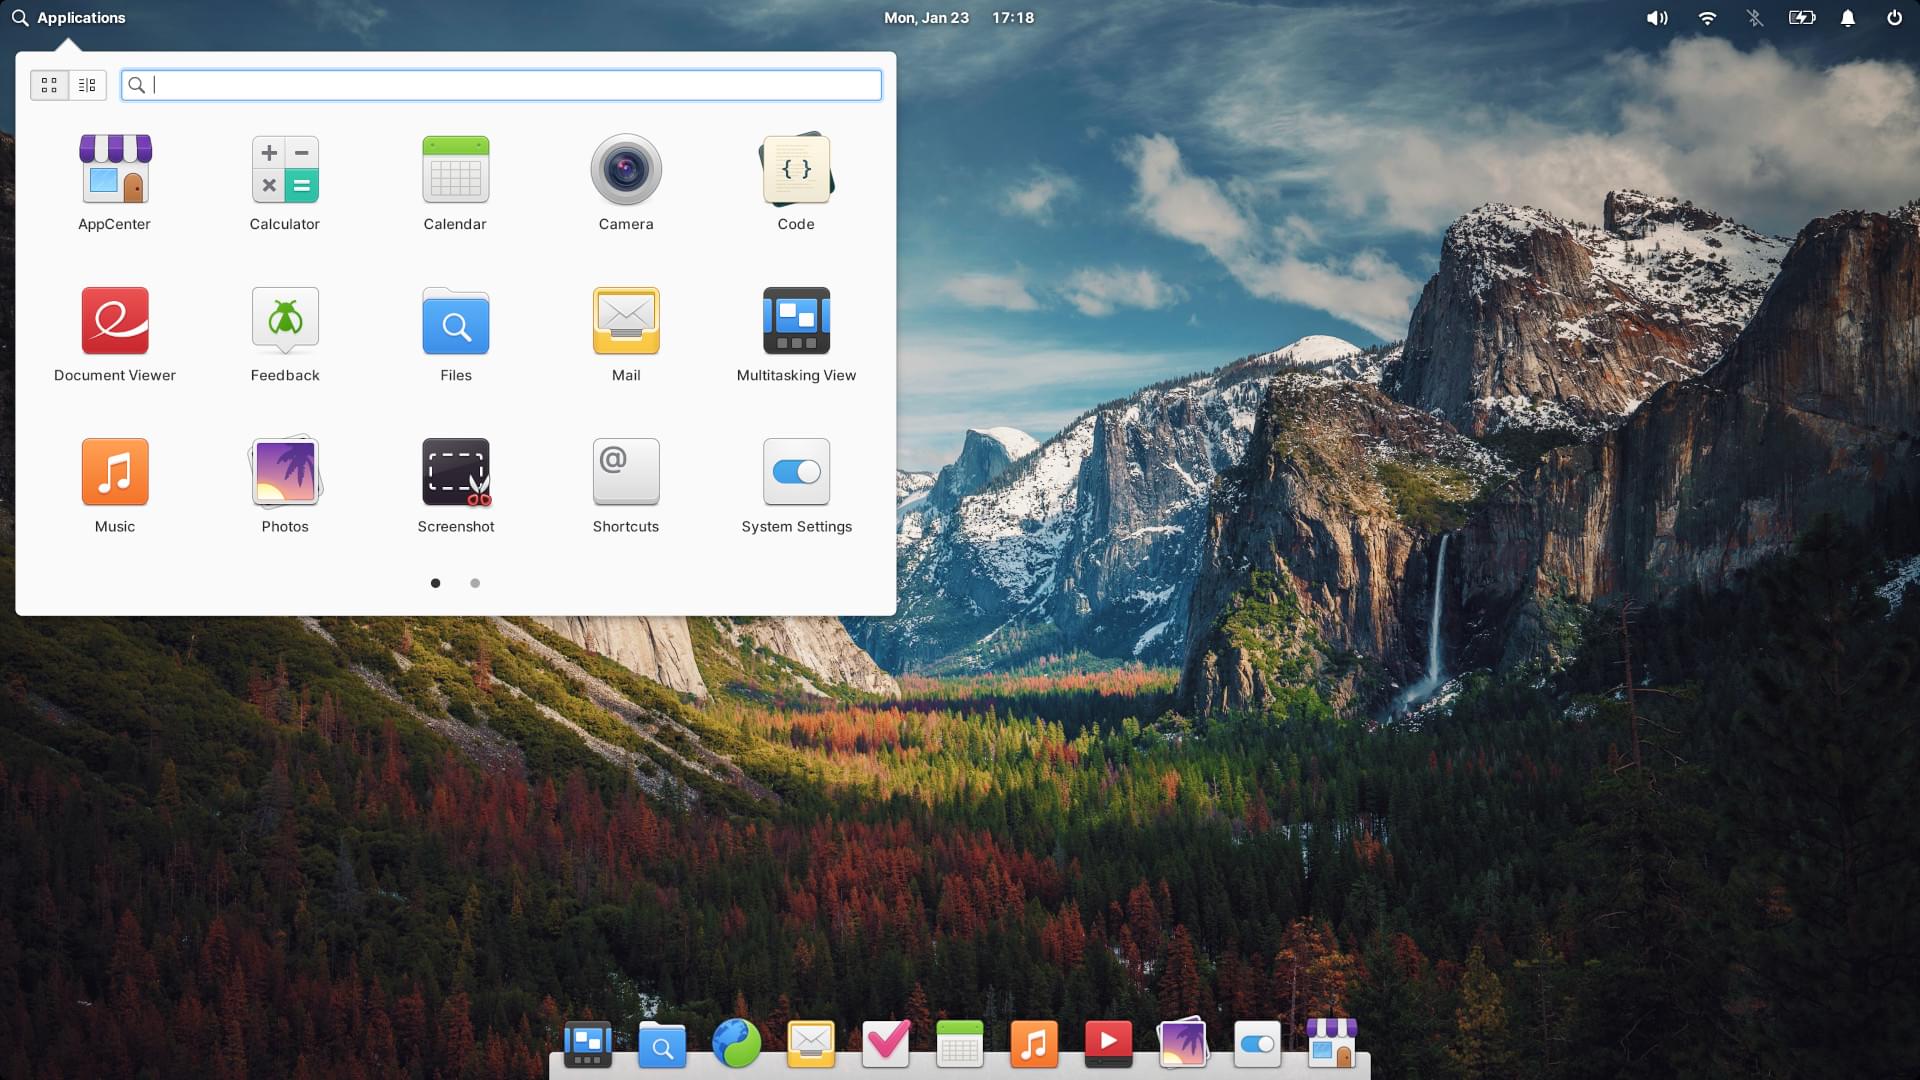 Applications
Mon, Jan 23 17:18
AppCenter
Calculator
Calendar
Camera
Code
Document Viewer
Feedback
Files
Mail
Multitasking View
Music
Photos
Screenshot
Shortcuts
System Settings